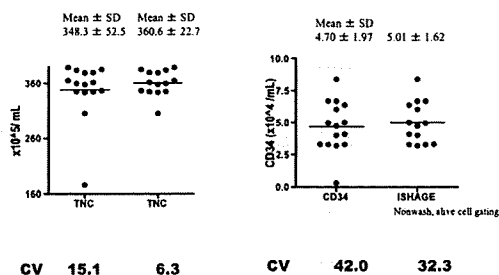 Mean ± SD Mean ± SD
348.3 ± 52.5 360.6 ± 22.7
x10^5/ mL
360
260
160
TNC TNC
CV 15.1 6.3
Mean ± SD
4.70 ± 1.97 5.01 ± 1.62
CD34 (x10^4 /mL)
10.0
7.5
5.0
2.5
0.0
CD34 ISHAGE
Nonwash, alive cell gating
CV 42.0 32.3